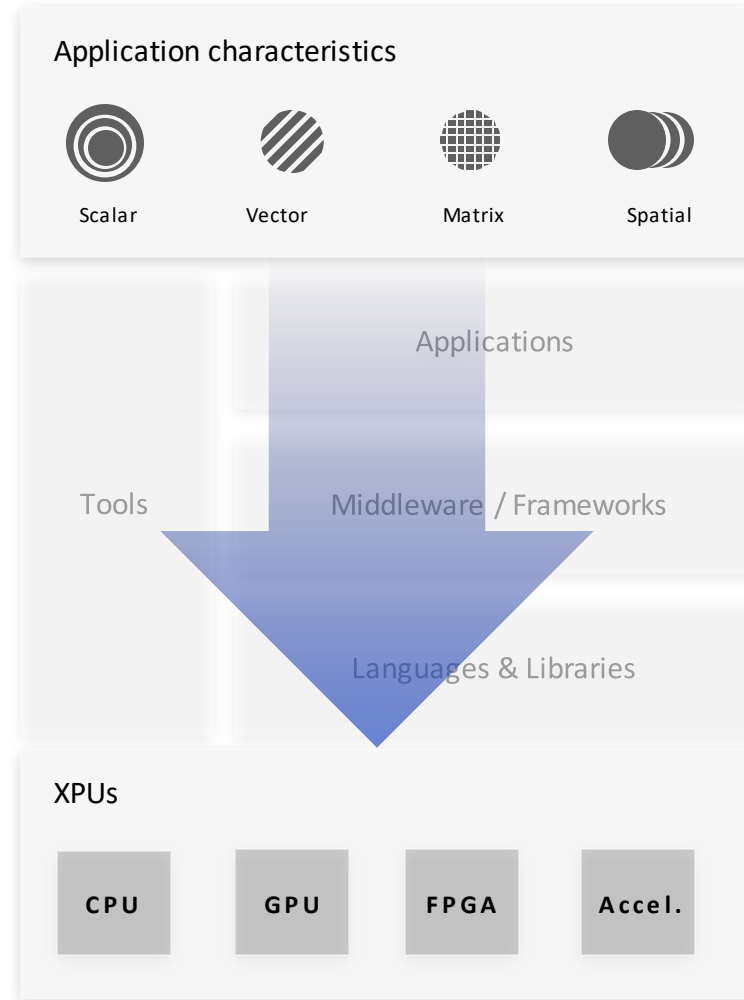 Application characteristics
Scalar Vector Matrix Spatial
Applications
Tools
Middleware / Frameworks
Languages & Libraries
XPUs
CPU GPU FPGA Accel.